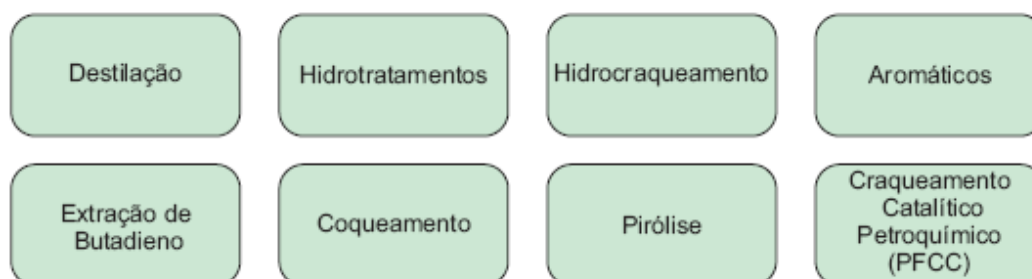 Destilação
Hidrotratamentos
Hidrocraqueamento
Aromáticos
Extração de
Butadieno
Coqueamento
Pirólise
Craqueamento
Catalítico
Petroquímico
(PFCC)